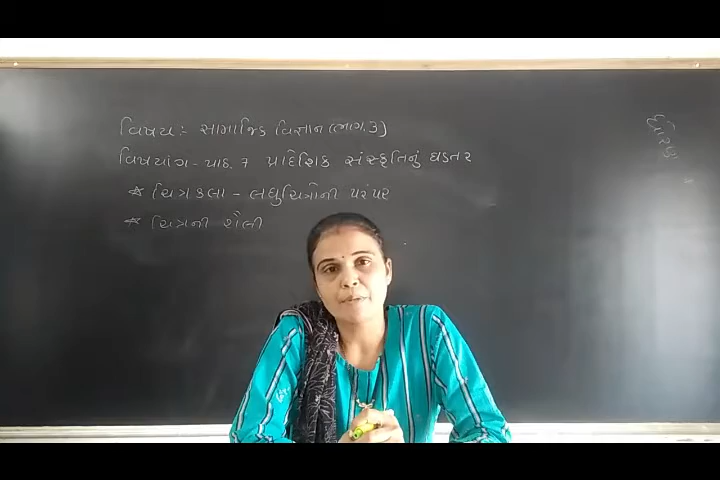 વિષય:- સામાજિક વિજ્ઞાન (ભાગ.3)
વિષયાંગ - પાઠ. 7 પ્રાદેશિક સંસ્કૃતિનું ઘડતર
* ચિત્રકલા - લઘુચિત્રોની પરંપર
* ચિત્રની શૈલી